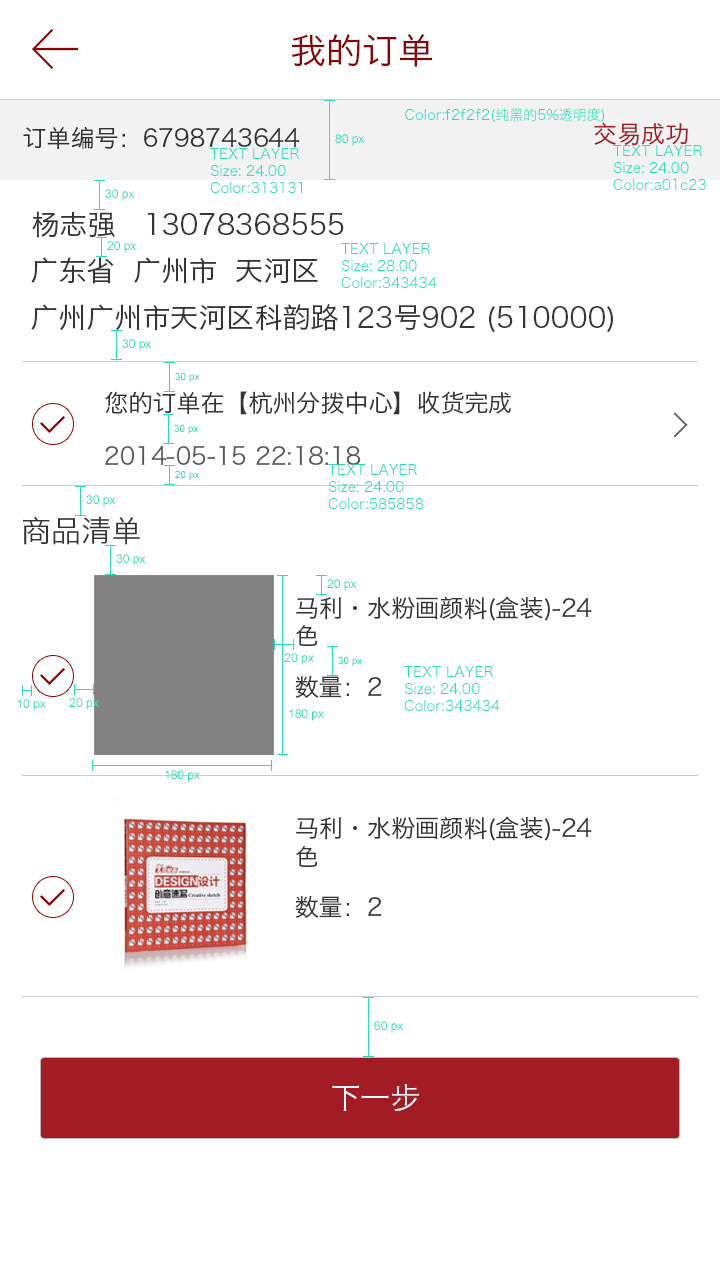 我的订单
Color:f2f2f2(纯黑的5%透明度)
订单编号：6798743644
80 px
交易成功
TEXT LAYER
Size: 24.00
Color:313131
TEXT LAYER
Size: 24.00
Color:a01c23
30 px
杨志强 13078368555
20 px
TEXT LAYER
Size: 28.00
Color:343434
广东省 广州市 天河区
广州广州市天河区科韵路123号902 (510000)
30 px
30 px
您的订单在【杭州分拨中心】收货完成
30 px
2014-05-15 22:18:18
20 px
TEXT LAYER
Size: 24.00
Color:585858
30 px
商品清单
30 px
20 px
马利·水粉画颜料(盒装)-24
色
20 px
30 px
数量：2
TEXT LAYER
Size: 24.00
Color:343434
10 px
20 px
180 px
180 px
马利·水粉画颜料(盒装)-24
色
DESIGN设计
创意速写 Creative sketch
数量：2
60 px
下一步